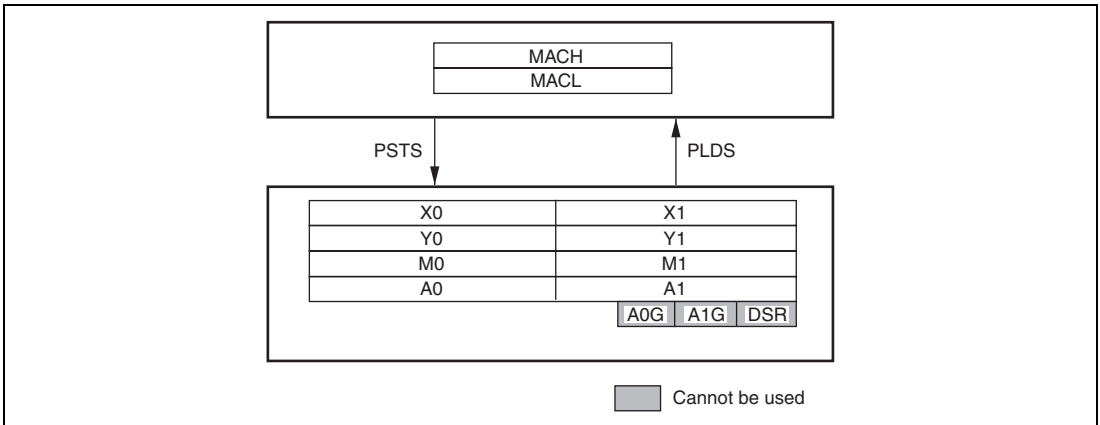 MACH
MACL
PSTS
PLDS
X0 X1
Y0 Y1
M0 M1
A0 A1
A0G A1G DSR
Cannot be used